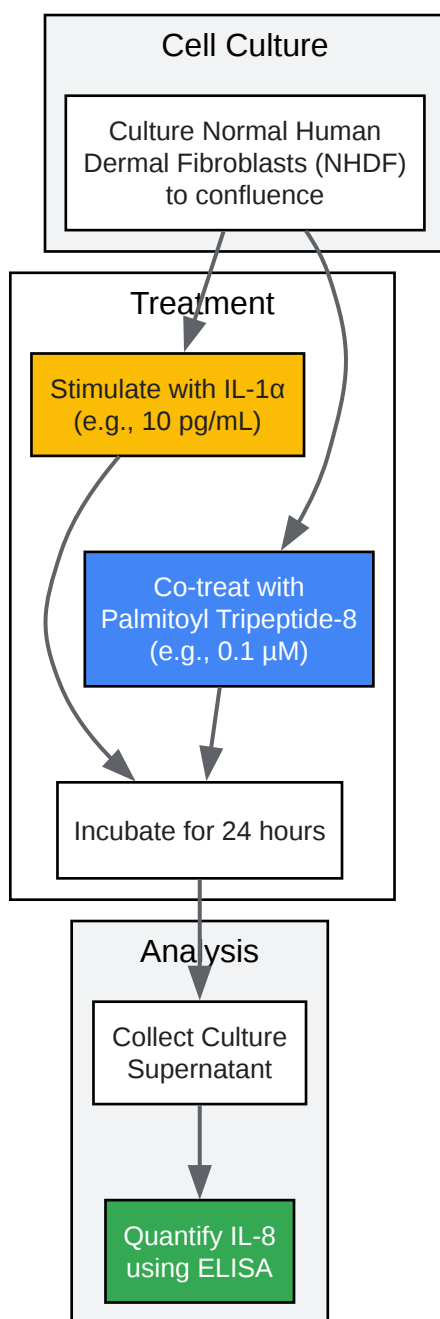 Cell Culture
Culture Normal Human
Dermal Fibroblasts (NHDF)
to confluence
Treatment
Stimulate with IL-1α
(e.g., 10 pg/mL)
Co-treat with
Palmitoyl Tripeptide-8
(e.g., 0.1 µM)
Incubate for 24 hours
Analysis
Collect Culture
Supernatant
Quantify IL-8
using ELISA